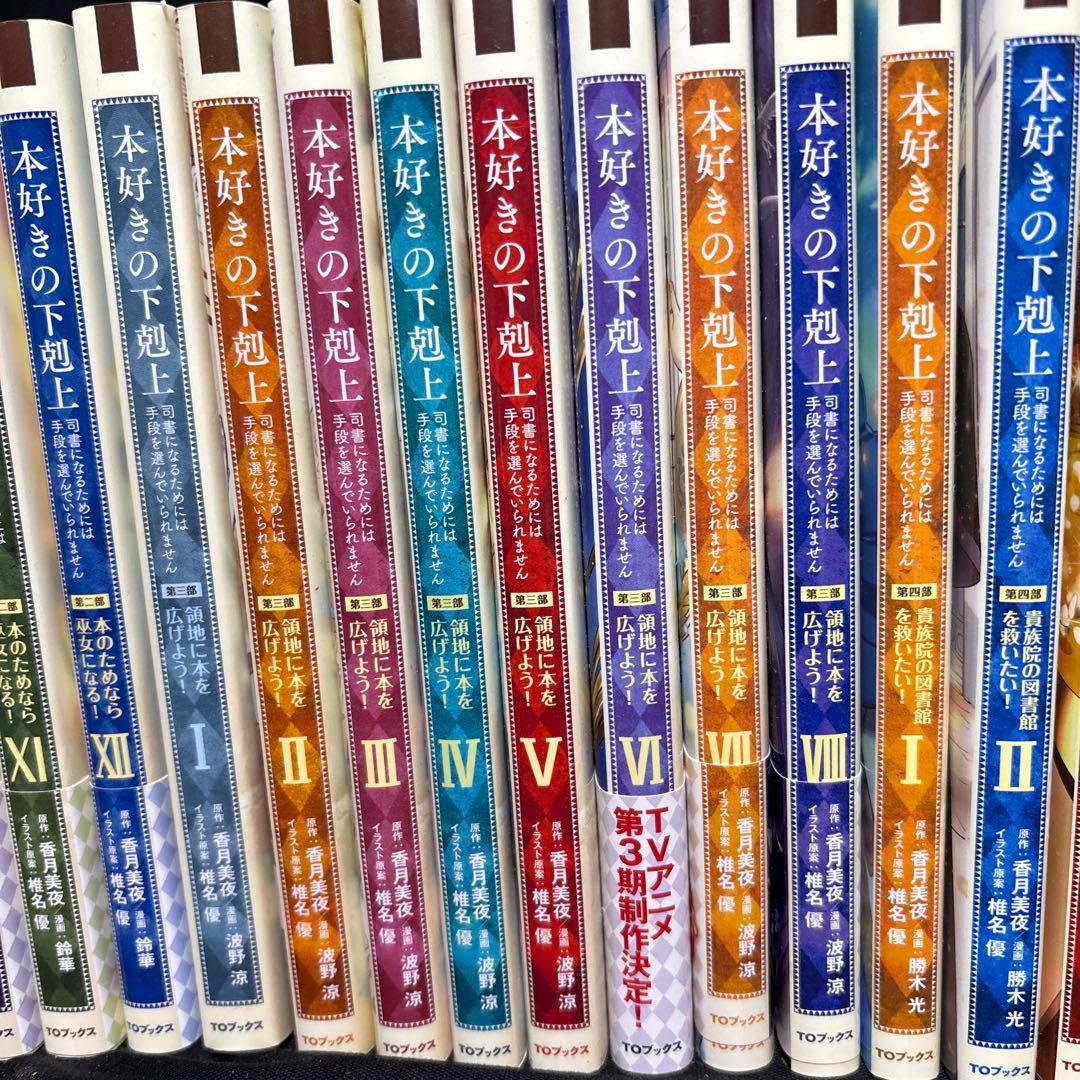 二部
本のためなら
巫女になる!
XI
原作:香月美夜 漫画:鈴華
イラスト原案:椎名 優
TOブックス
本好きの下剋上
司書になるためには
手段を選んでいられません
第二部
本のためなら
巫女になる!
XII
原作:香月美夜 漫画:鈴華
イラスト原案:椎名 優
TOブックス
本好きの下剋上
司書になるためには
手段を選んでいられません
第三部
領地に本を
広げよう!
I
原作:香月美夜 漫画:波野 涼
イラスト原案:椎名 優
TOブックス
本好きの下剋上
司書になるためには
手段を選んでいられません
第三部
領地に本を
広げよう!
II
原作:香月美夜 漫画:波野 涼
イラスト原案:椎名 優
TOブックス
本好きの下剋上
司書になるためには
手段を選んでいられません
第三部
領地に本を
広げよう!
III
原作:香月美夜 漫画:波野 涼
イラスト原案:椎名 優
TOブックス
本好きの下剋上
司書になるためには
手段を選んでいられません
第三部
領地に本を
広げよう!
IV
原作:香月美夜 漫画:波野 涼
イラスト原案:椎名 優
TOブックス
本好きの下剋上
司書になるためには
手段を選んでいられません
第三部
領地に本を
広げよう!
V
原作:香月美夜 漫画:波野 涼
イラスト原案:椎名 優
TOブックス
本好きの下剋上
司書になるためには
手段を選んでいられません
第三部
領地に本を
広げよう!
VI
TVアニメ
第3期制作決定!
TOブックス
本好きの下剋上
司書になるためには
手段を選んでいられません
第三部
領地に本を
広げよう!
VII
原作:香月美夜 漫画:波野 涼
イラスト原案:椎名 優
TOブックス
本好きの下剋上
司書になるためには
手段を選んでいられません
第三部
領地に本を
広げよう!
VIII
原作:香月美夜 漫画:波野 涼
イラスト原案:椎名 優
TOブックス
本好きの下剋上
司書になるためには
手段を選んでいられません
第四部
貴族院の図書館
を救いたい!
I
原作:香月美夜 漫画:勝木 光
イラスト原案:椎名 優
TOブックス
本好きの下剋上
司書になるためには
手段を選んでいられません
第四部
貴族院の図書館
を救いたい!
II
原作:香月美夜 漫画:勝木 光
イラスト原案:椎名 優
TOブックス